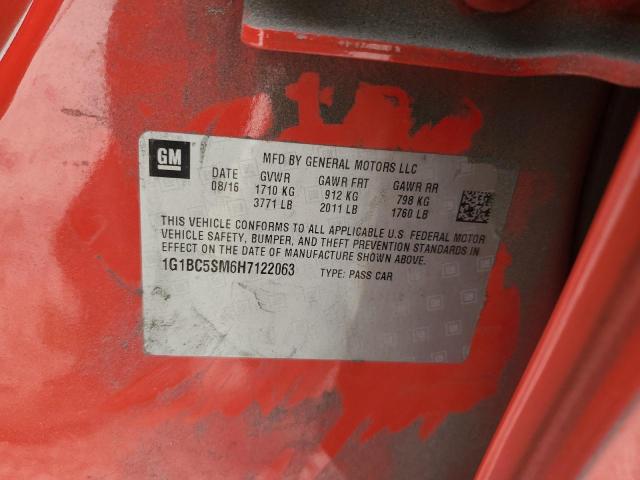 GM
MFD BY GENERAL MOTORS LLC
DATE GVWR GAWR FRT GAWR RR
08/16 1710 KG 912 KG 798 KG
3771 LB 2011 LB 1760 LB
THIS VEHICLE CONFORMS TO ALL APPLICABLE U.S. FEDERAL MOTOR
VEHICLE SAFETY, BUMPER, AND THEFT PREVENTION STANDARDS IN
EFFECT ON THE DATE OF MANUFACTURE SHOWN ABOVE.
1G1BC5SM6H7122063 TYPE: PASS CAR